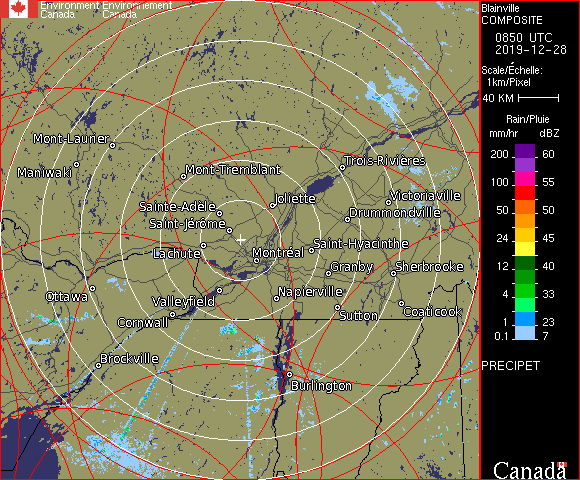 Environment Environnement
Canada Canada
Blainville
COMPOSITE
0850 UTC
2019-12-28
Scale/Échelle:
1km/Pixel
40 KM
Rain/Pluie
mm/hr dBZ
200 60
100 55
50 50
24 45
12 40
4 33
1 23
0.1 7
PRECIPET
Canada
Mont-Laurier
Maniwaki
Mont-Tremblant
Trois-Rivières
Joliette
Victoriaville
Sainte-Adèle
Drummondville
Saint-Jérôme
Saint-Hyacinthe
Lachute
Montréal
Granby
Sherbrooke
Ottawa
Valleyfield
Napierville
Cornwall
Sutton
Coaticook
Brockville
Burlington